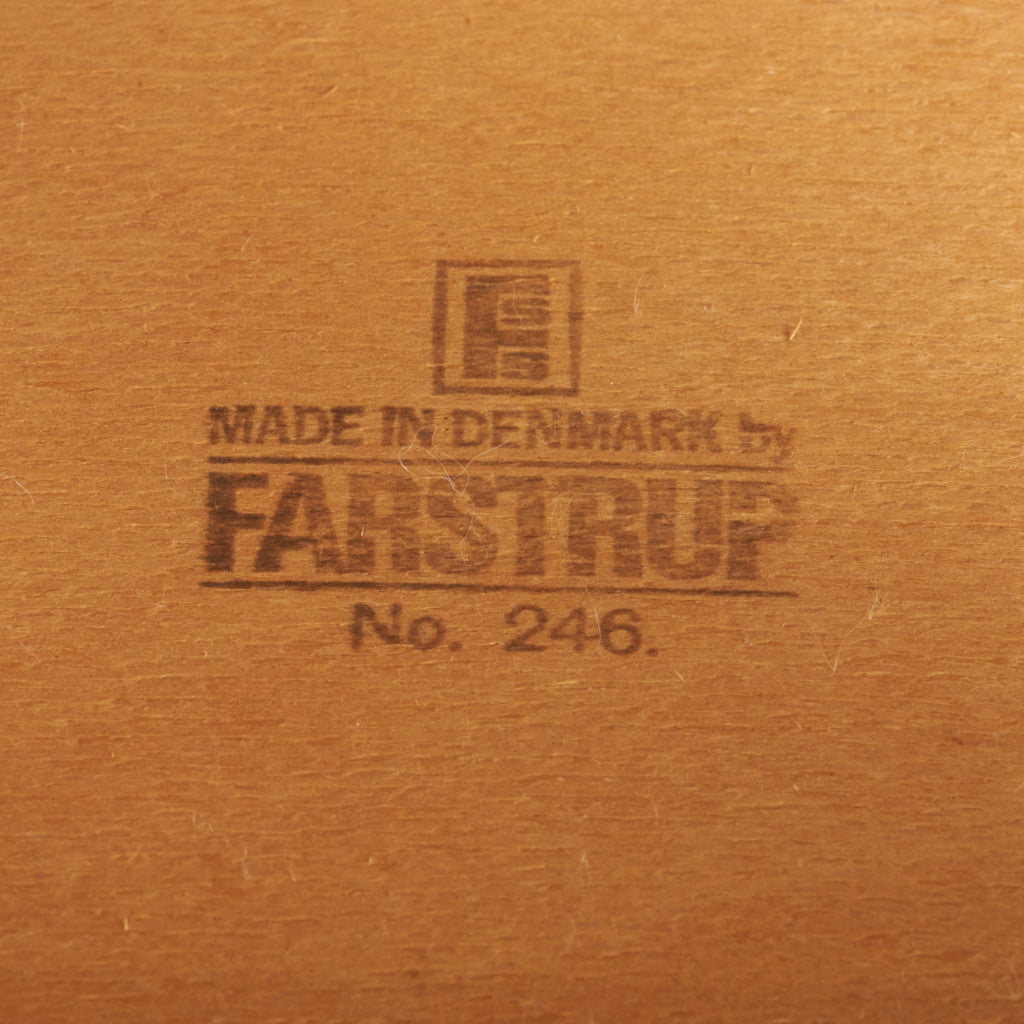 MADE IN DENMARK by
FARSTRUP
No. 246.